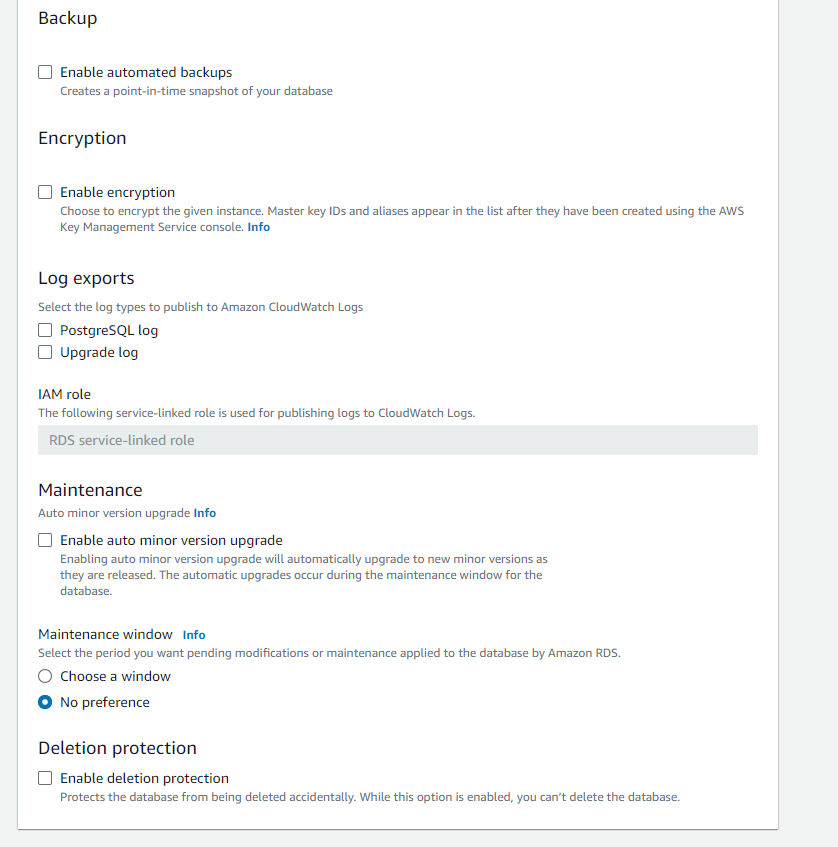 Backup
Enable automated backups
Creates a point-in-time snapshot of your database
Encryption
Enable encryption
Choose to encrypt the given instance. Master key IDs and aliases appear in the list after they have been created using the AWS
Key Management Service console. Info
Log exports
Select the log types to publish to Amazon CloudWatch Logs
PostgreSQL log
Upgrade log
IAM role
The following service-linked role is used for publishing logs to CloudWatch Logs.
RDS service-linked role
Maintenance
Auto minor version upgrade Info
Enable auto minor version upgrade
Enabling auto minor version upgrade will automatically upgrade to new minor versions as
they are released. The automatic upgrades occur during the maintenance window for the
database.
Maintenance window Info
Select the period you want pending modifications or maintenance applied to the database by Amazon RDS.
Choose a window
No preference
Deletion protection
Enable deletion protection
Protects the database from being deleted accidentally. While this option is enabled, you can’t delete the database.